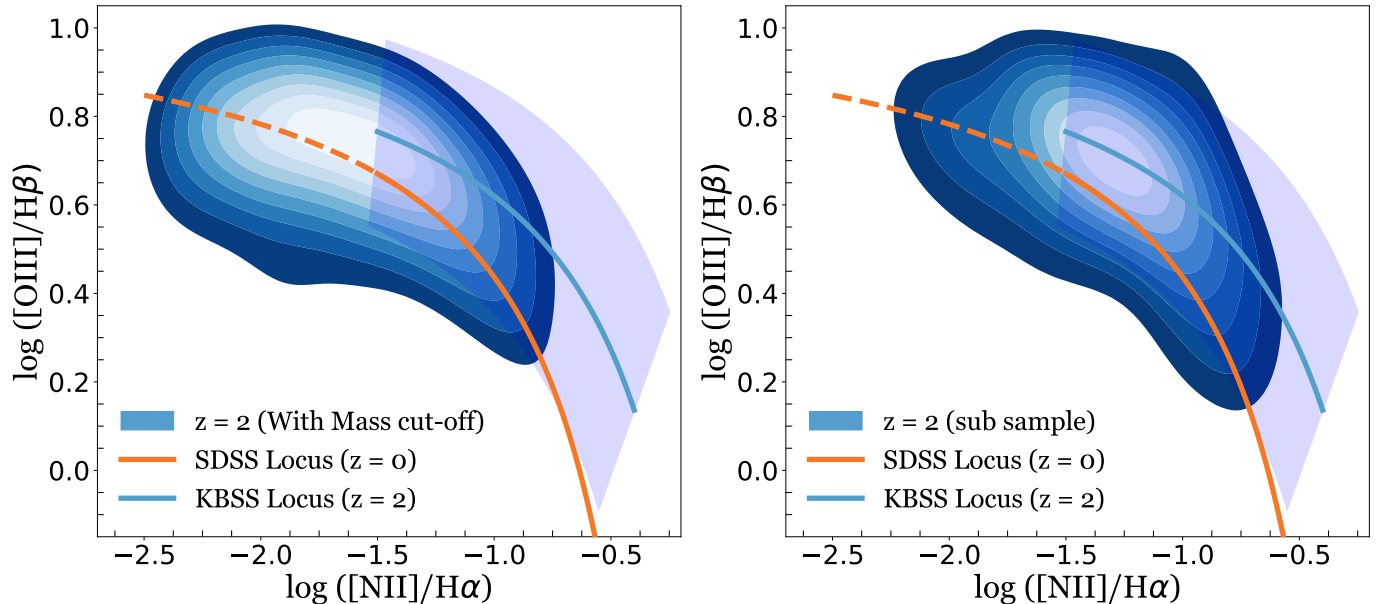 log ([OIII]/Hβ)
1.0
0.8
0.6
0.4
0.2
0.0
z = 2 (With Mass cut-off)
SDSS Locus (z = 0)
KBSS Locus (z = 2)
−2.5 −2.0 −1.5 −1.0 −0.5
log ([NII]/Hα)
log ([OIII]/Hβ)
1.0
0.8
0.6
0.4
0.2
0.0
z = 2 (sub sample)
SDSS Locus (z = 0)
KBSS Locus (z = 2)
−2.5 −2.0 −1.5 −1.0 −0.5
log ([NII]/Hα)